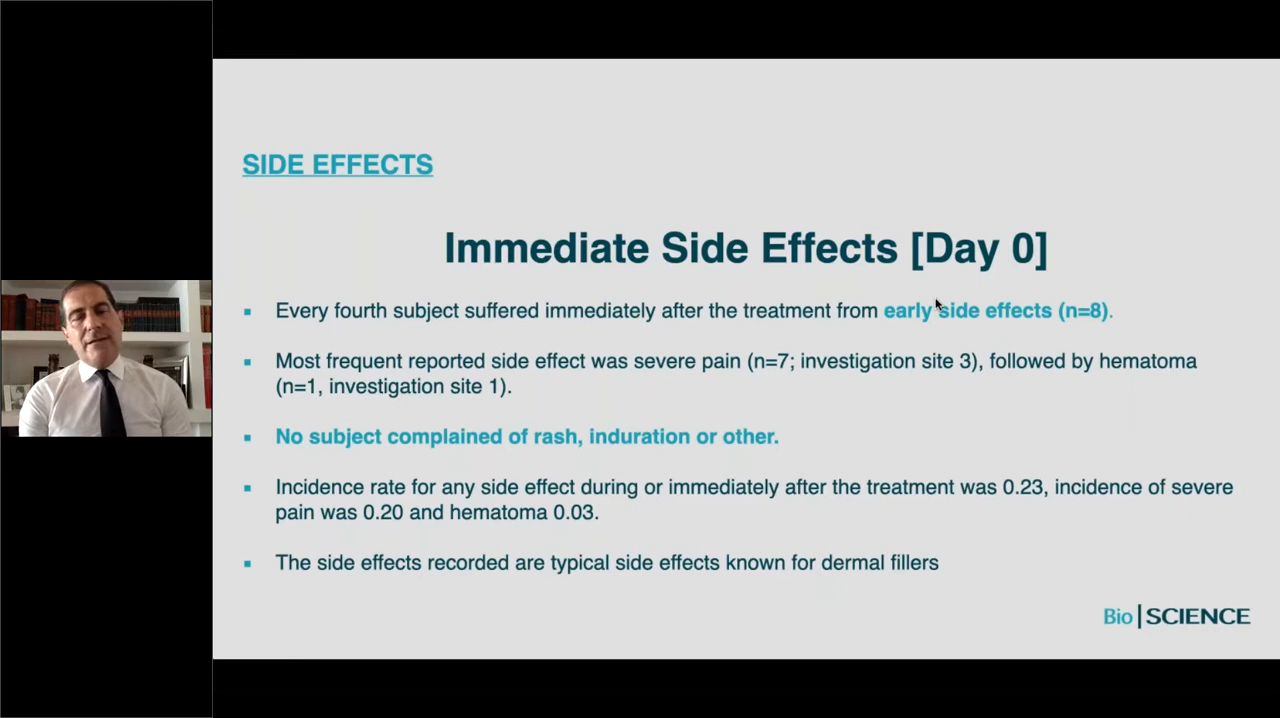 SIDE EFFECTS
Immediate Side Effects [Day 0]
▪ Every fourth subject suffered immediately after the treatment from early side effects (n=8).
▪ Most frequent reported side effect was severe pain (n=7; investigation site 3), followed by hematoma
(n=1, investigation site 1).
▪ No subject complained of rash, induration or other.
▪ Incidence rate for any side effect during or immediately after the treatment was 0.23, incidence of severe
pain was 0.20 and hematoma 0.03.
▪ The side effects recorded are typical side effects known for dermal fillers
Bio|SCIENCE